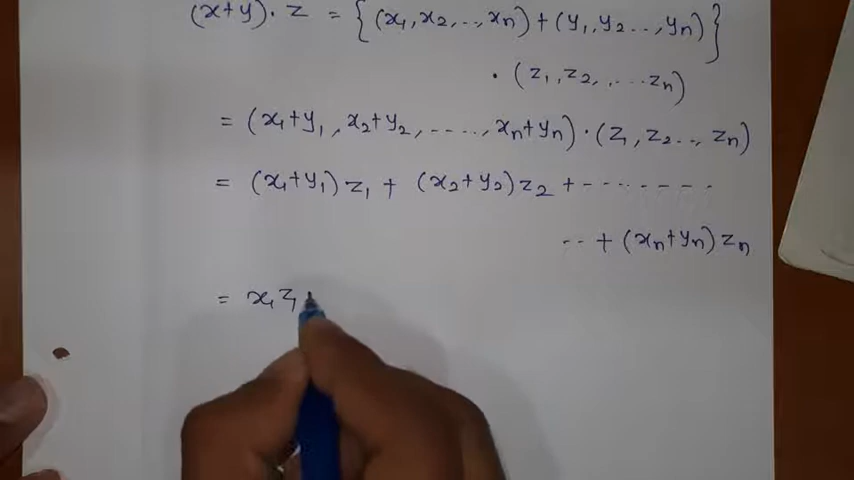 (x+y). z = {(x₁,x₂,..,xₙ)+(y₁,y₂...,yₙ)}
. (z₁,z₂,....zₙ)
= (x₁+y₁,x₂+y₂,-....,xₙ+yₙ).(z₁,z₂..,zₙ)
= (x₁+y₁)z₁+ (x₂+y₂)z₂ +-......--.
..+(xₙ+yₙ)zₙ
= x₁z₁